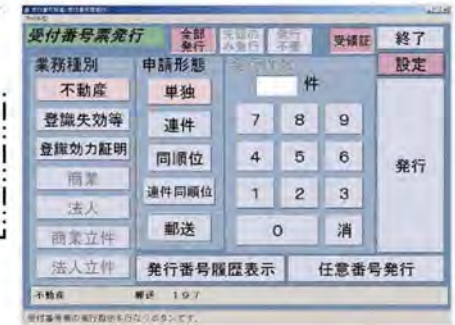 受付番号票発行
全部
発行
発行
不要
受領証
終了
業務種別
申請形態
件
設定
不動産
登識失効等
登識効力証明
商業
法人
商業立件
法人立件
単独
連件
同順位
連件同順位
郵送
7 8 9
4 5 6
1 2 3
0 消
発行
発行番号履歴表示
任意番号発行
不動産 郵送 197